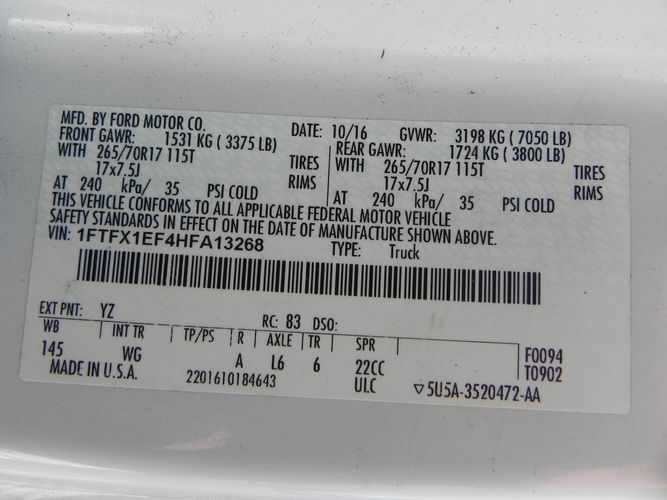 MFD. BY FORD MOTOR CO. DATE: 10/16 GVWR: 3198 KG ( 7050 LB)
FRONT GAWR: 1531 KG ( 3375 LB) REAR GAWR: 1724 KG ( 3800 LB)
WITH 265/70R17 115T TIRES WITH 265/70R17 115T TIRES
17x7.5J RIMS 17x7.5J RIMS
AT 240 kPa/ 35 PSI COLD AT 240 kPa/ 35 PSI COLD
THIS VEHICLE CONFORMS TO ALL APPLICABLE FEDERAL MOTOR VEHICLE
SAFETY STANDARDS IN EFFECT ON THE DATE OF MANUFACTURE SHOWN ABOVE.
VIN: 1FTFX1EF4HFA13268 TYPE: Truck
EXT PNT: YZ RC: 83 DSO:
WB INT TR TP/PS R AXLE TR SPR F0094
145 WG A L6 6 22CC T0902
MADE IN U.S.A. 2201610184643 ULC ▽5U5A-3520472-AA